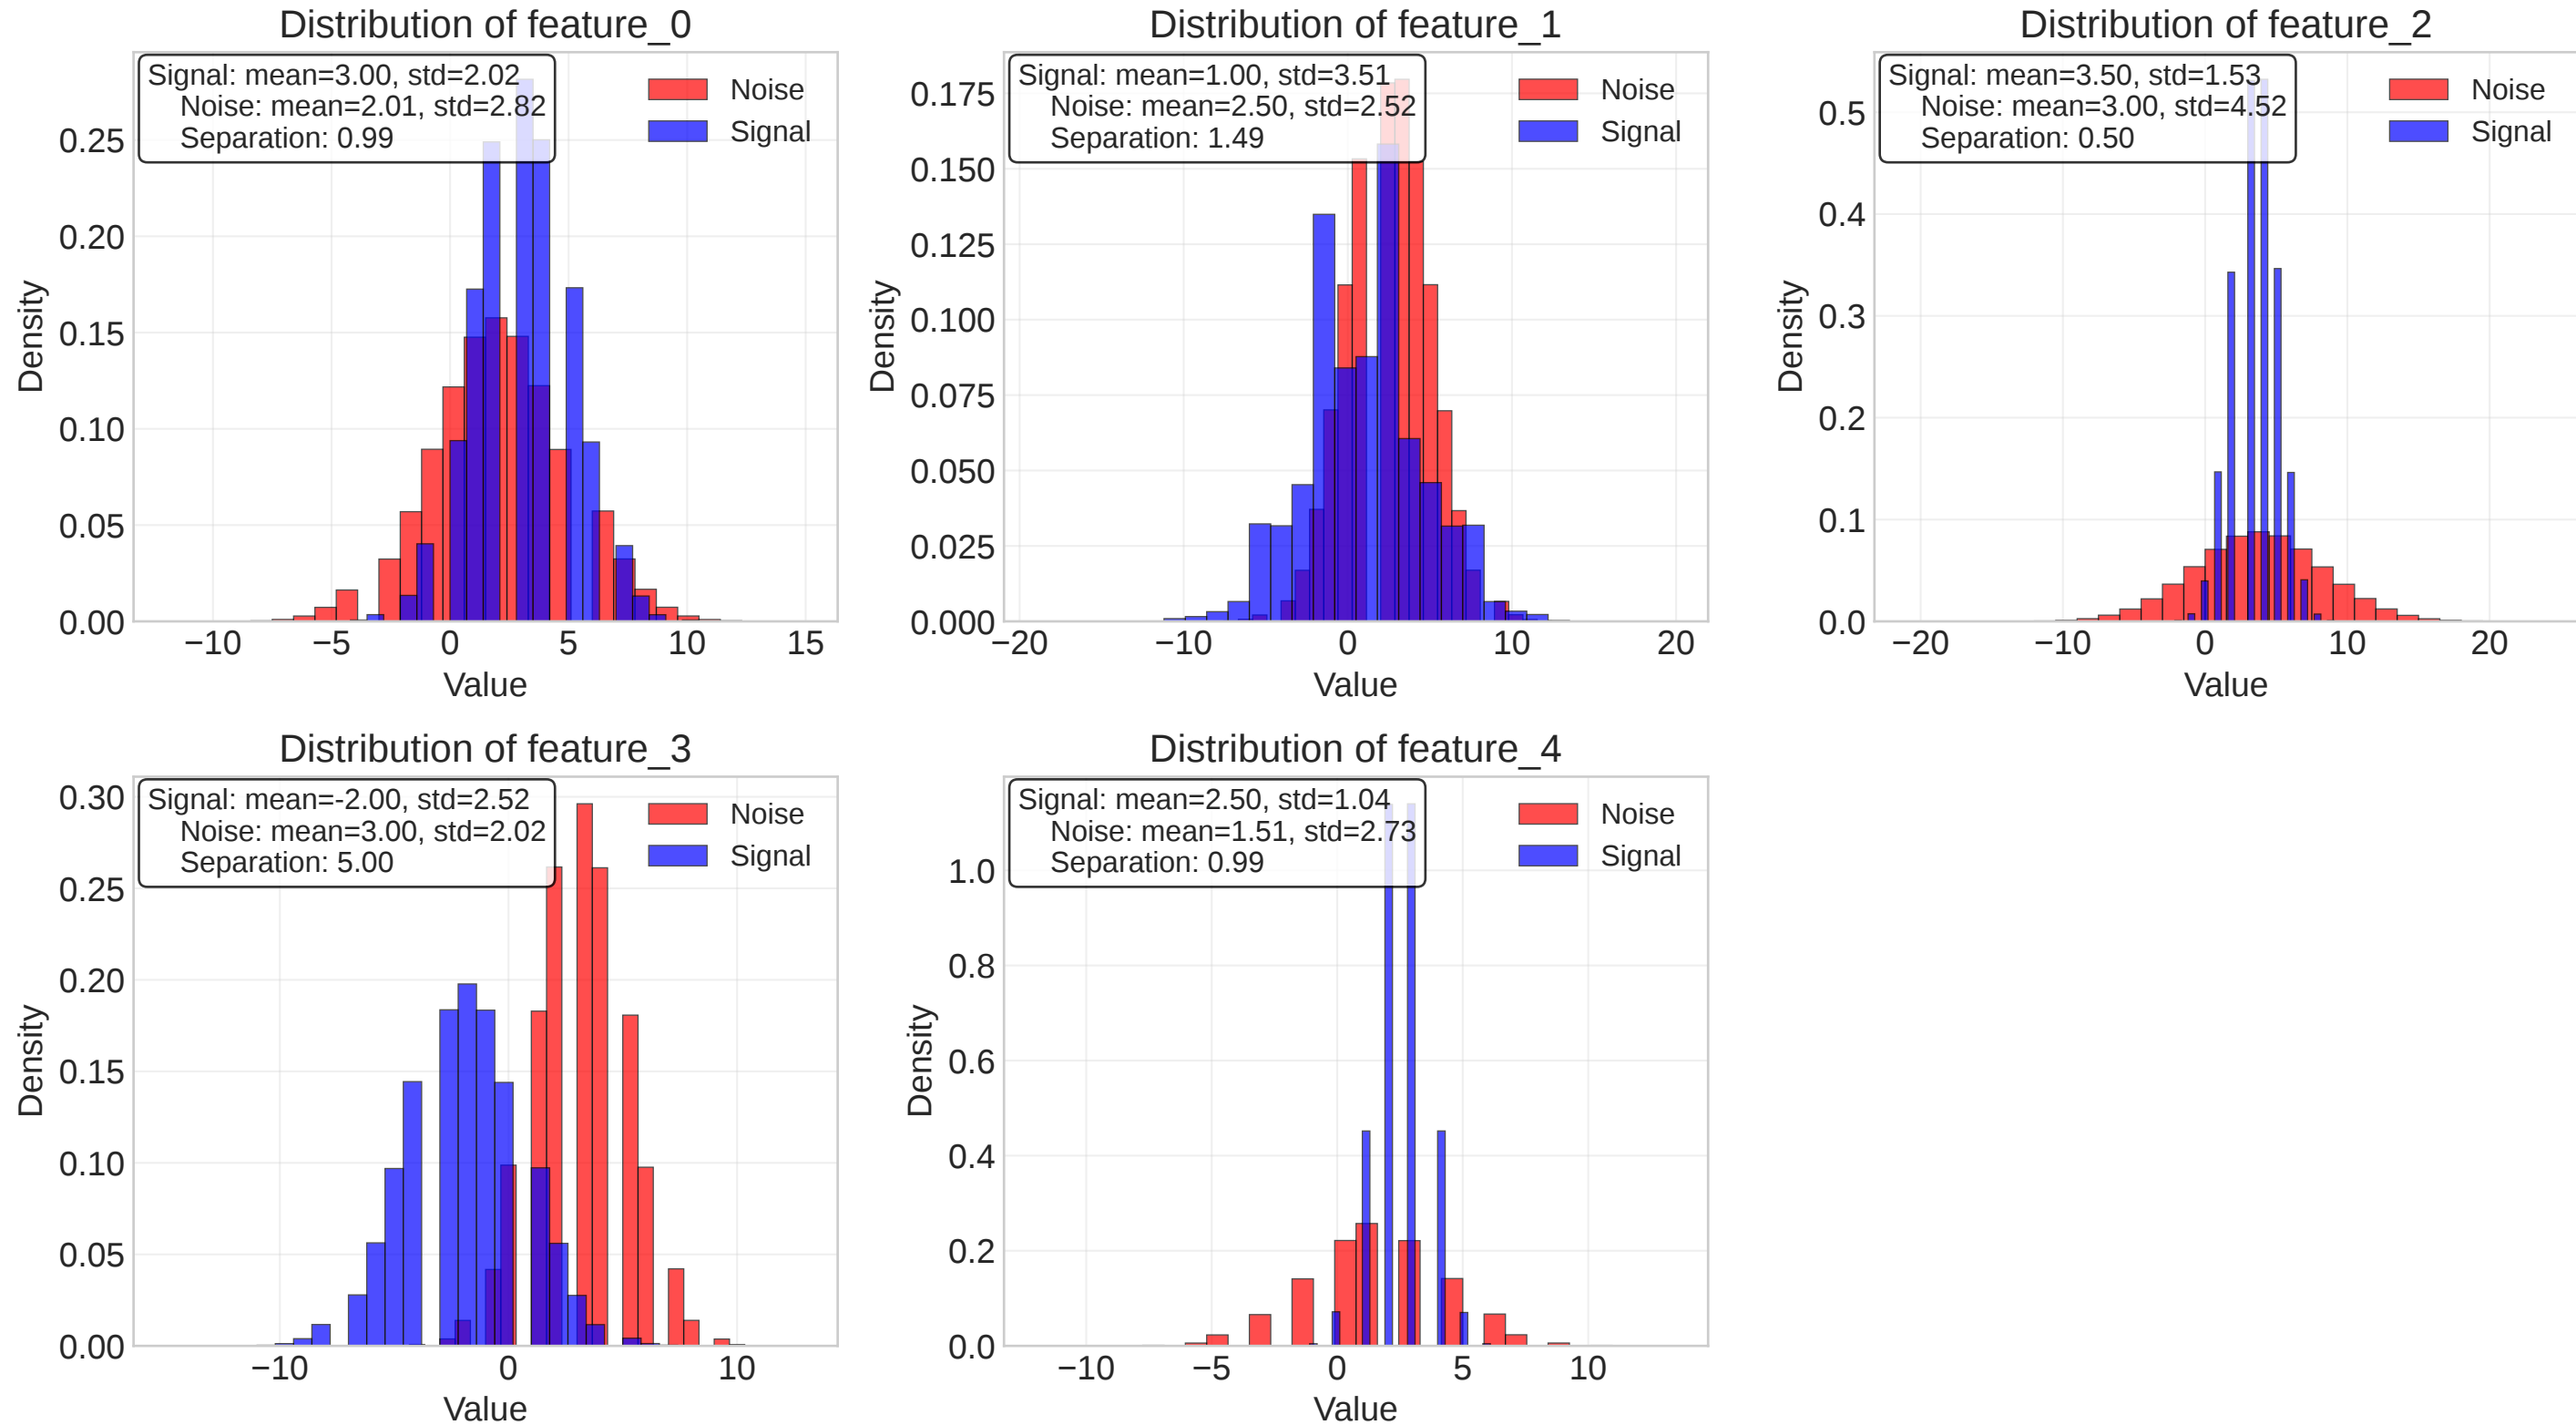 Distribution of feature_0
Signal: mean=3.00, std=2.02
Noise: mean=2.01, std=2.82
Separation: 0.99
Noise
Signal
Density
0.25
0.20
0.15
0.10
0.05
0.00
−10 −5 0 5 10 15
Value
Distribution of feature_1
Signal: mean=1.00, std=3.51
Noise: mean=2.50, std=2.52
Separation: 1.49
Noise
Signal
Density
0.175
0.150
0.125
0.100
0.075
0.050
0.025
0.000
−20 −10 0 10 20
Value
Distribution of feature_2
Signal: mean=3.50, std=1.53
Noise: mean=3.00, std=4.52
Separation: 0.50
Noise
Signal
Density
0.5
0.4
0.3
0.2
0.1
0.0
−20 −10 0 10 20
Value
Distribution of feature_3
Signal: mean=-2.00, std=2.52
Noise: mean=3.00, std=2.02
Separation: 5.00
Noise
Signal
Density
0.30
0.25
0.20
0.15
0.10
0.05
0.00
−10 0 10
Value
Distribution of feature_4
Signal: mean=2.50, std=1.04
Noise: mean=1.51, std=2.73
Separation: 0.99
Noise
Signal
Density
1.0
0.8
0.6
0.4
0.2
0.0
−10 −5 0 5 10
Value